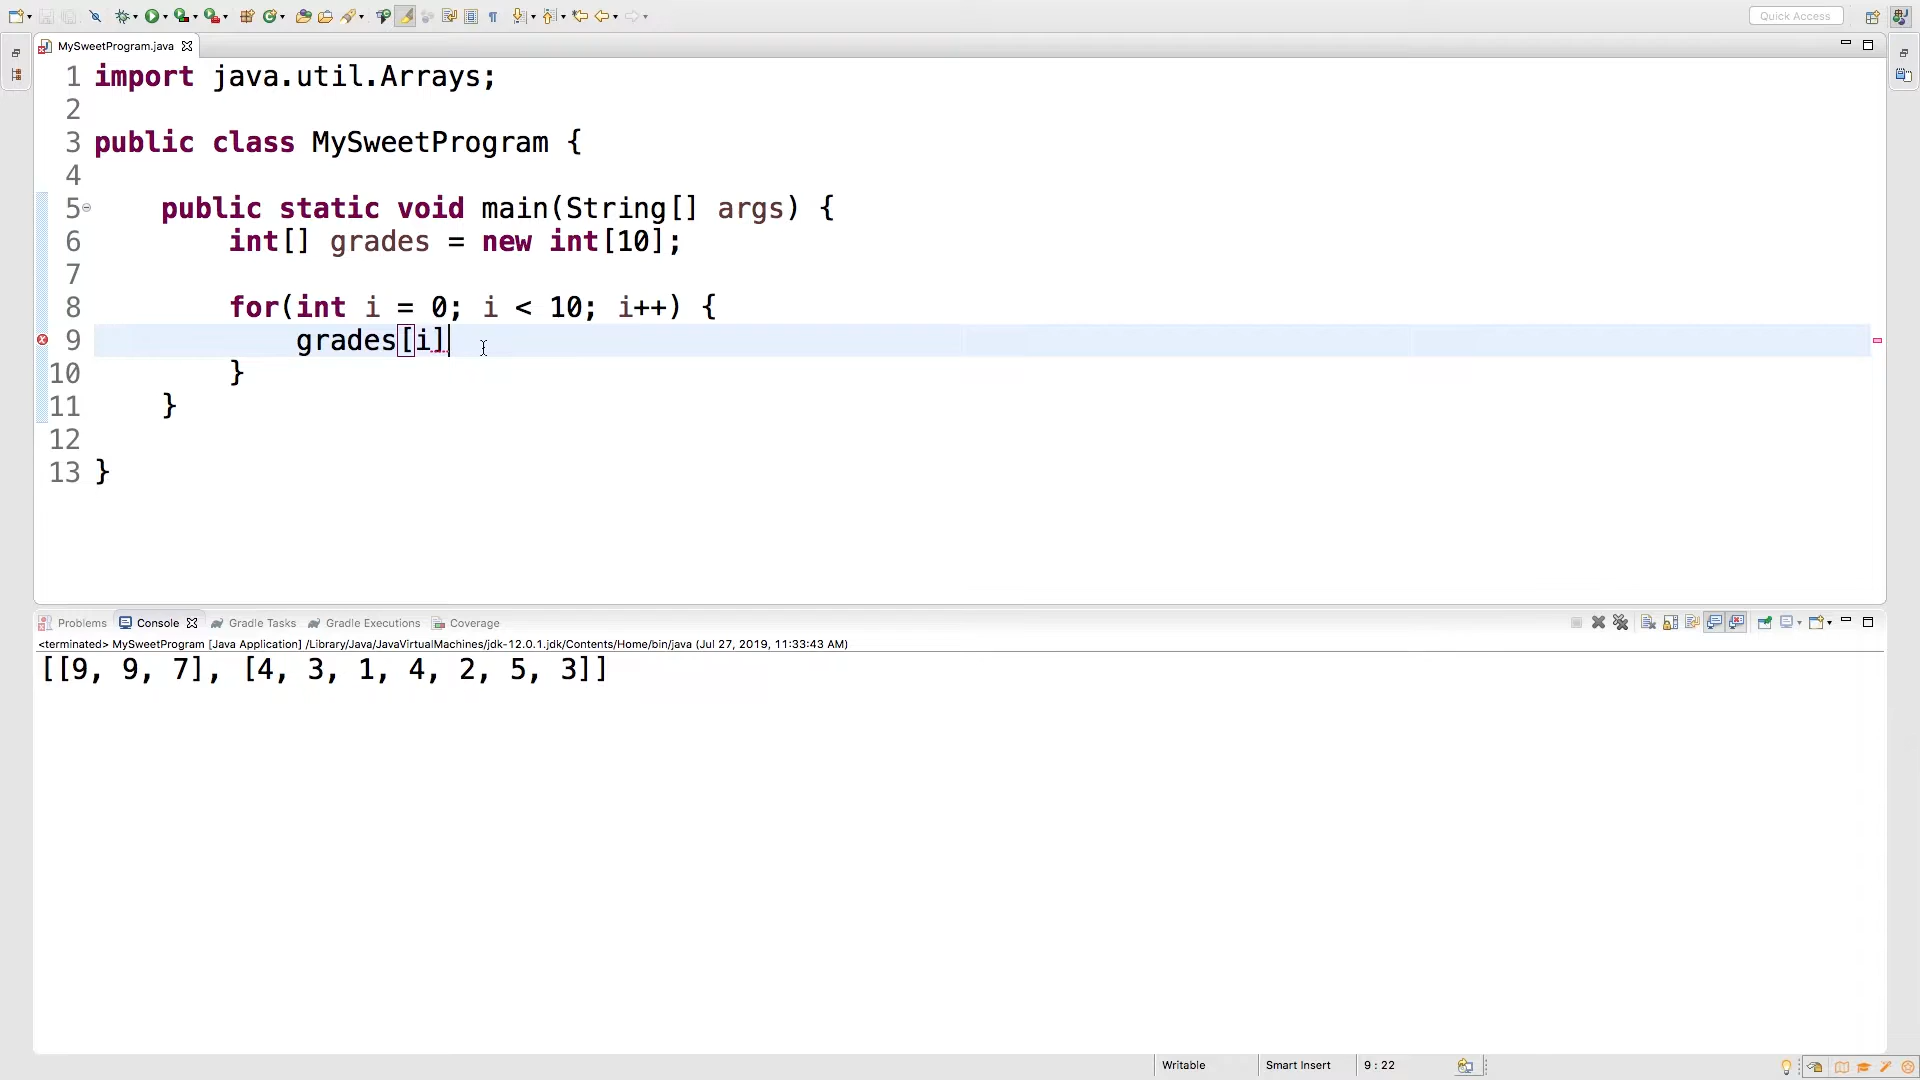 Quick Access
MySweetProgram.java
1 import java.util.Arrays;
2
3 public class MySweetProgram {
4
5 public static void main(String[] args) {
6 int[] grades = new int[10];
7
8 for(int i = 0; i < 10; i++) {
9 grades[i]
10 }
11 }
12
13 }
Problems Console Gradle Tasks Gradle Executions Coverage
<terminated> MySweetProgram [Java Application] /Library/Java/JavaVirtualMachines/jdk-12.0.1.jdk/Contents/Home/bin/java (Jul 27, 2019, 11:33:43 AM)
[[9, 9, 7], [4, 3, 1, 4, 2, 5, 3]]
Writable Smart Insert 9 : 22